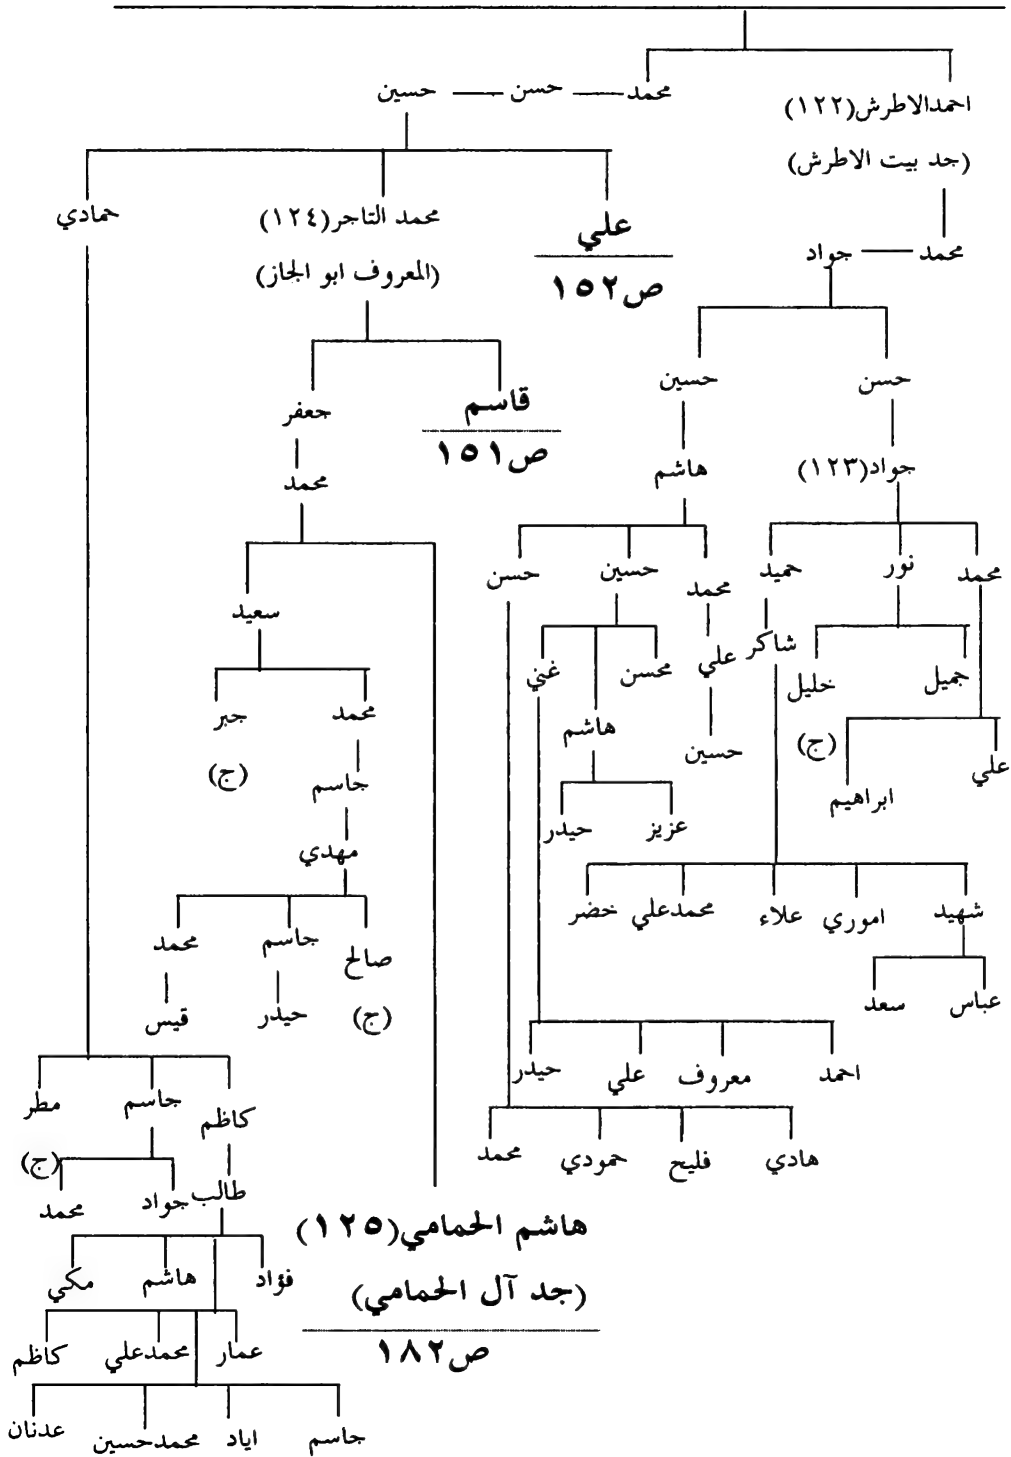 محمد — حسن — حسين
احمد الاطرش (١٢٢)
(جد بيت الاطرش)
حمادي
محمد التاجر (١٢٤)
علي
محمد — جواد
(المعروف ابو الجاز)
ص١٥٢
حسن
حسين
قاسم
جعفر
ص١٥١
جواد (١٢٣)
هاشم
محمد
محمد
نور
حميد
محمد
حسين
حسن
سعيد
جميل
خليل
شاكر
علي
محسن
غني
محمد
جبر
هاشم
حسين
علي
(ج)
(ج)
جاسم
ابراهيم
عزيز
حيدر
مهدي
شهيد
اموري
علاء
محمدعلي
خضر
صالح
جاسم
محمد
عباس
سعد
(ج)
حيدر
قيس
احمد
معروف
علي
حيدر
كاظم
جاسم
مطر
هادي
فليح
حمودي
محمد
(ج)
طالب
جواد
محمد
هاشم الحمامي (١٢٥)
فؤاد
هاشم
مكي
(جد آل الحمامي)
ص١٨٢
عمار
محمدعلي
كاظم
جاسم
اياد
محمدحسين
عدنان